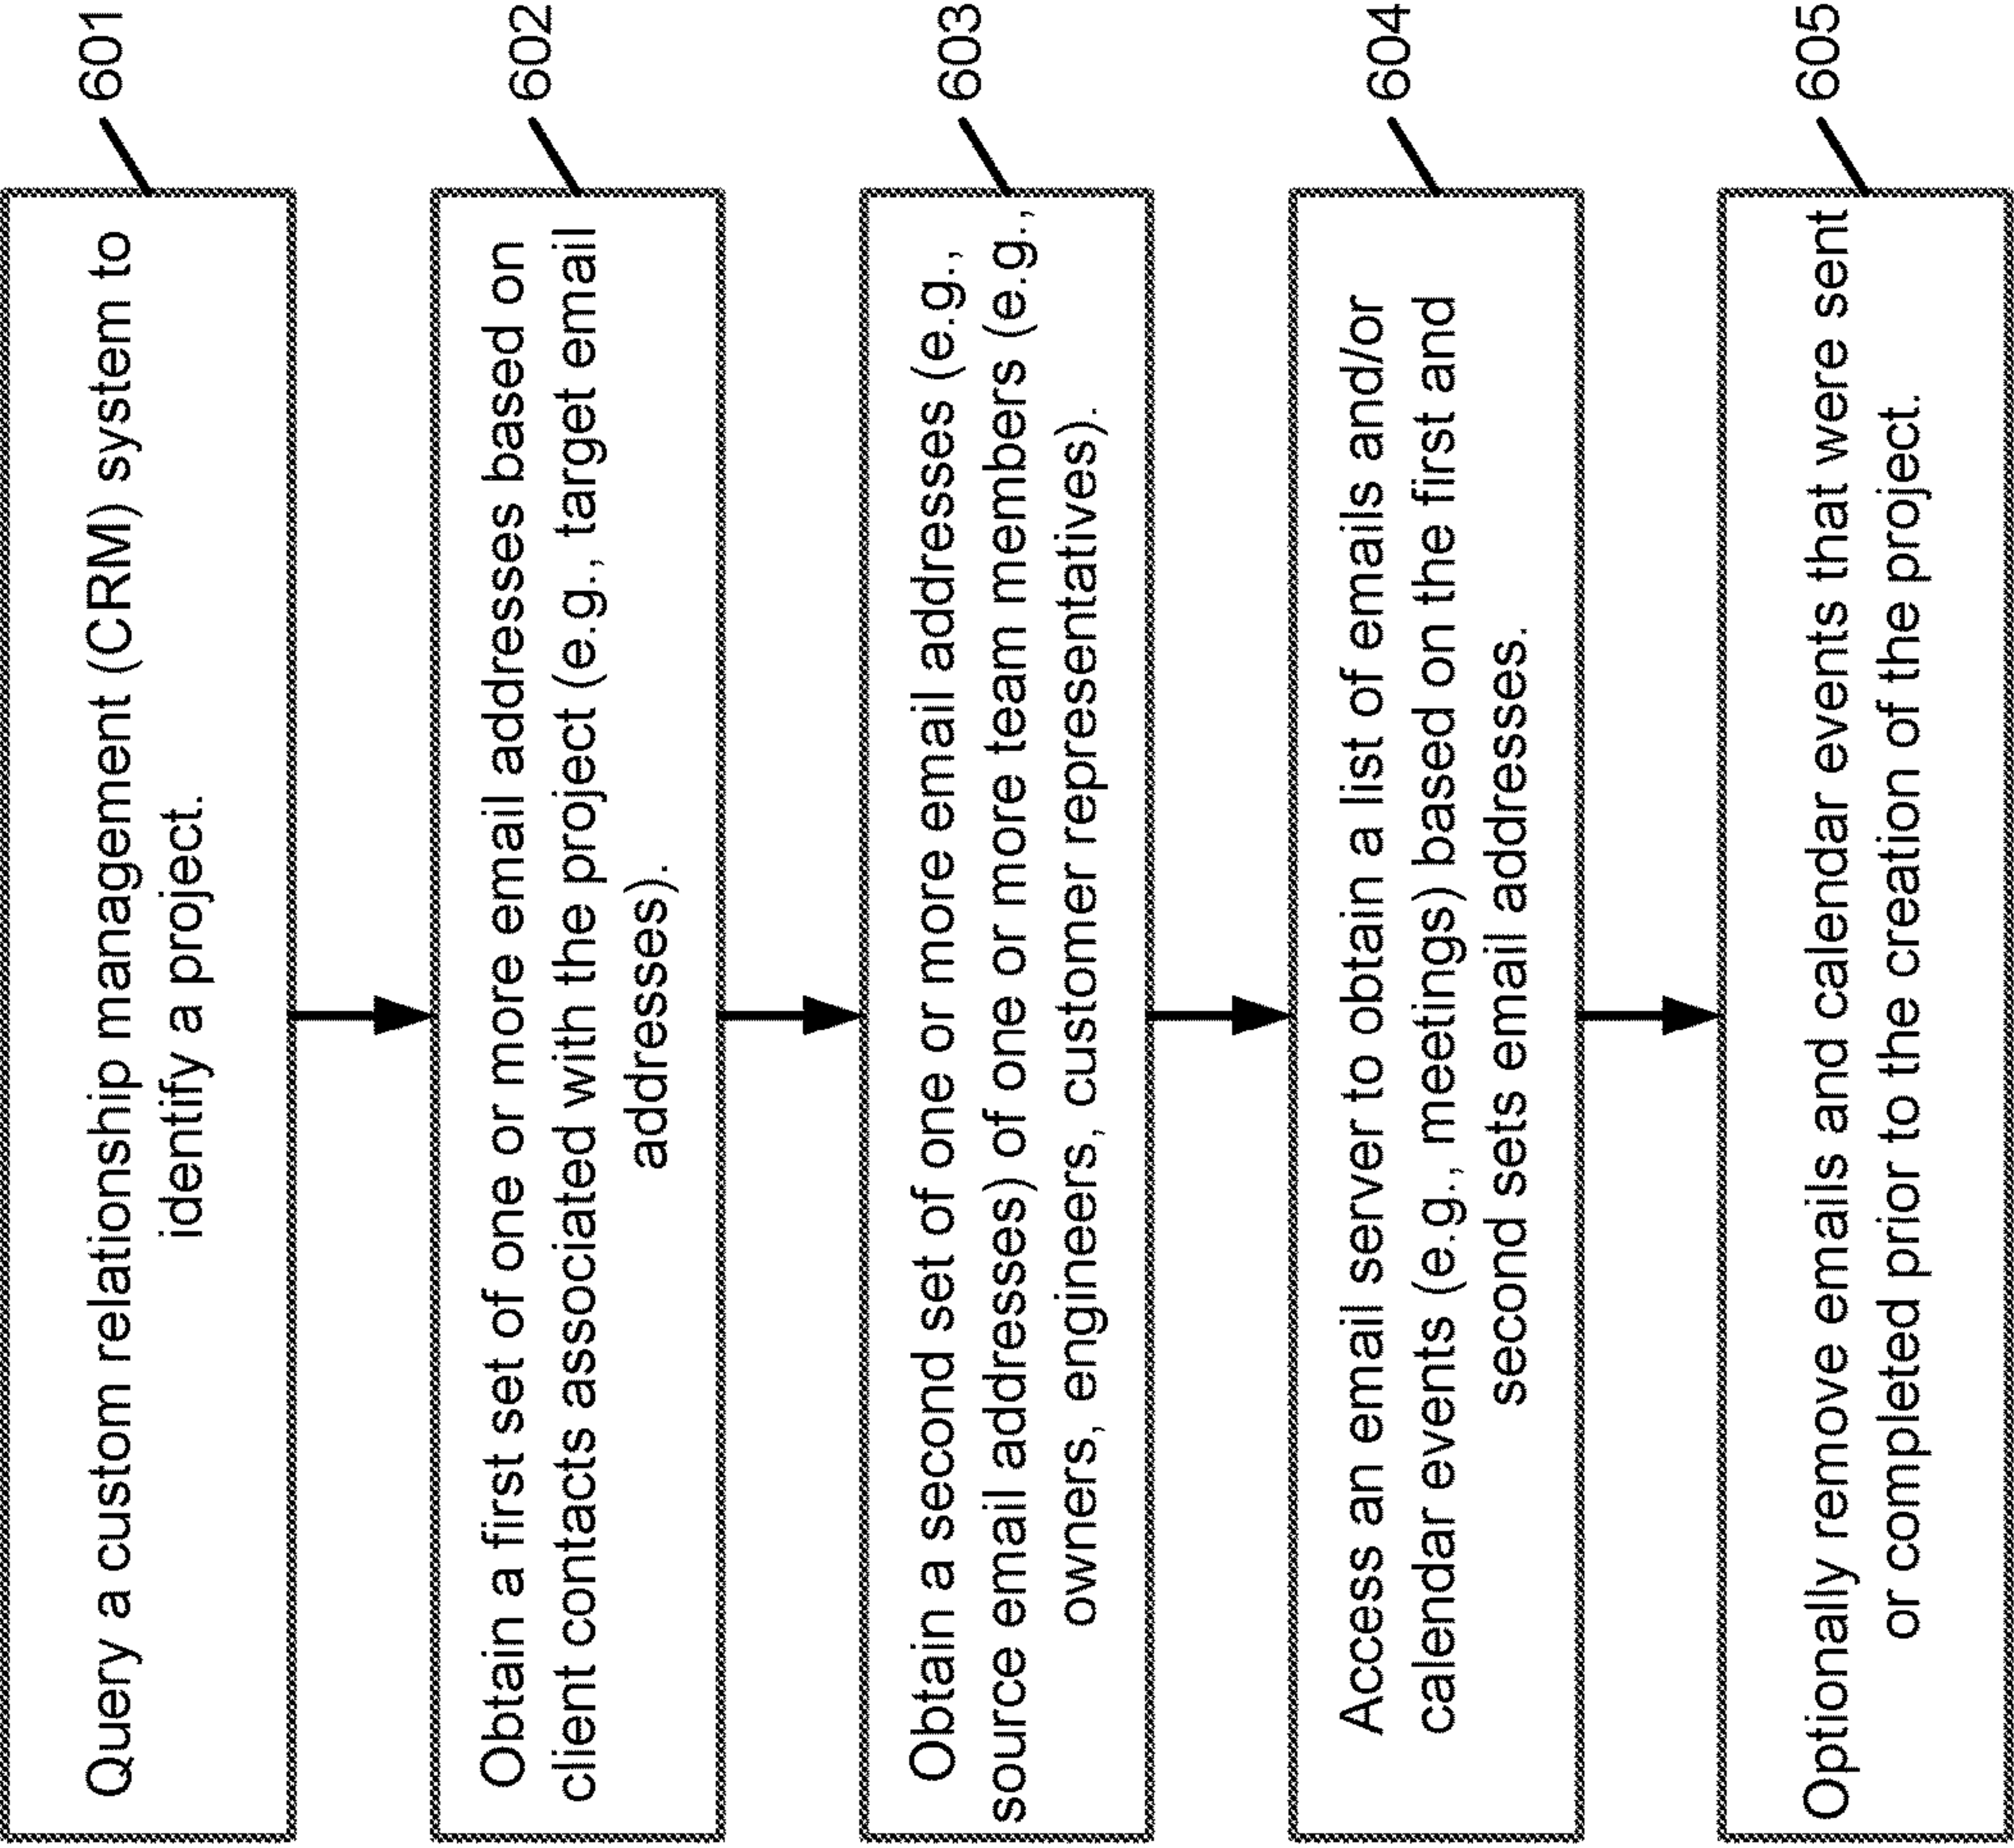 601
Query a custom relationship management (CRM) system to
identify a project.
602
Obtain a first set of one or more email addresses based on
client contacts associated with the project (e.g., target email
addresses).
603
Obtain a second set of one or more email addresses (e.g.,
source email addresses) of one or more team members (e.g.,
owners, engineers, customer representatives).
604
Access an email server to obtain a list of emails and/or
calendar events (e.g., meetings) based on the first and
second sets email addresses.
605
Optionally remove emails and calendar events that were sent
or completed prior to the creation of the project.